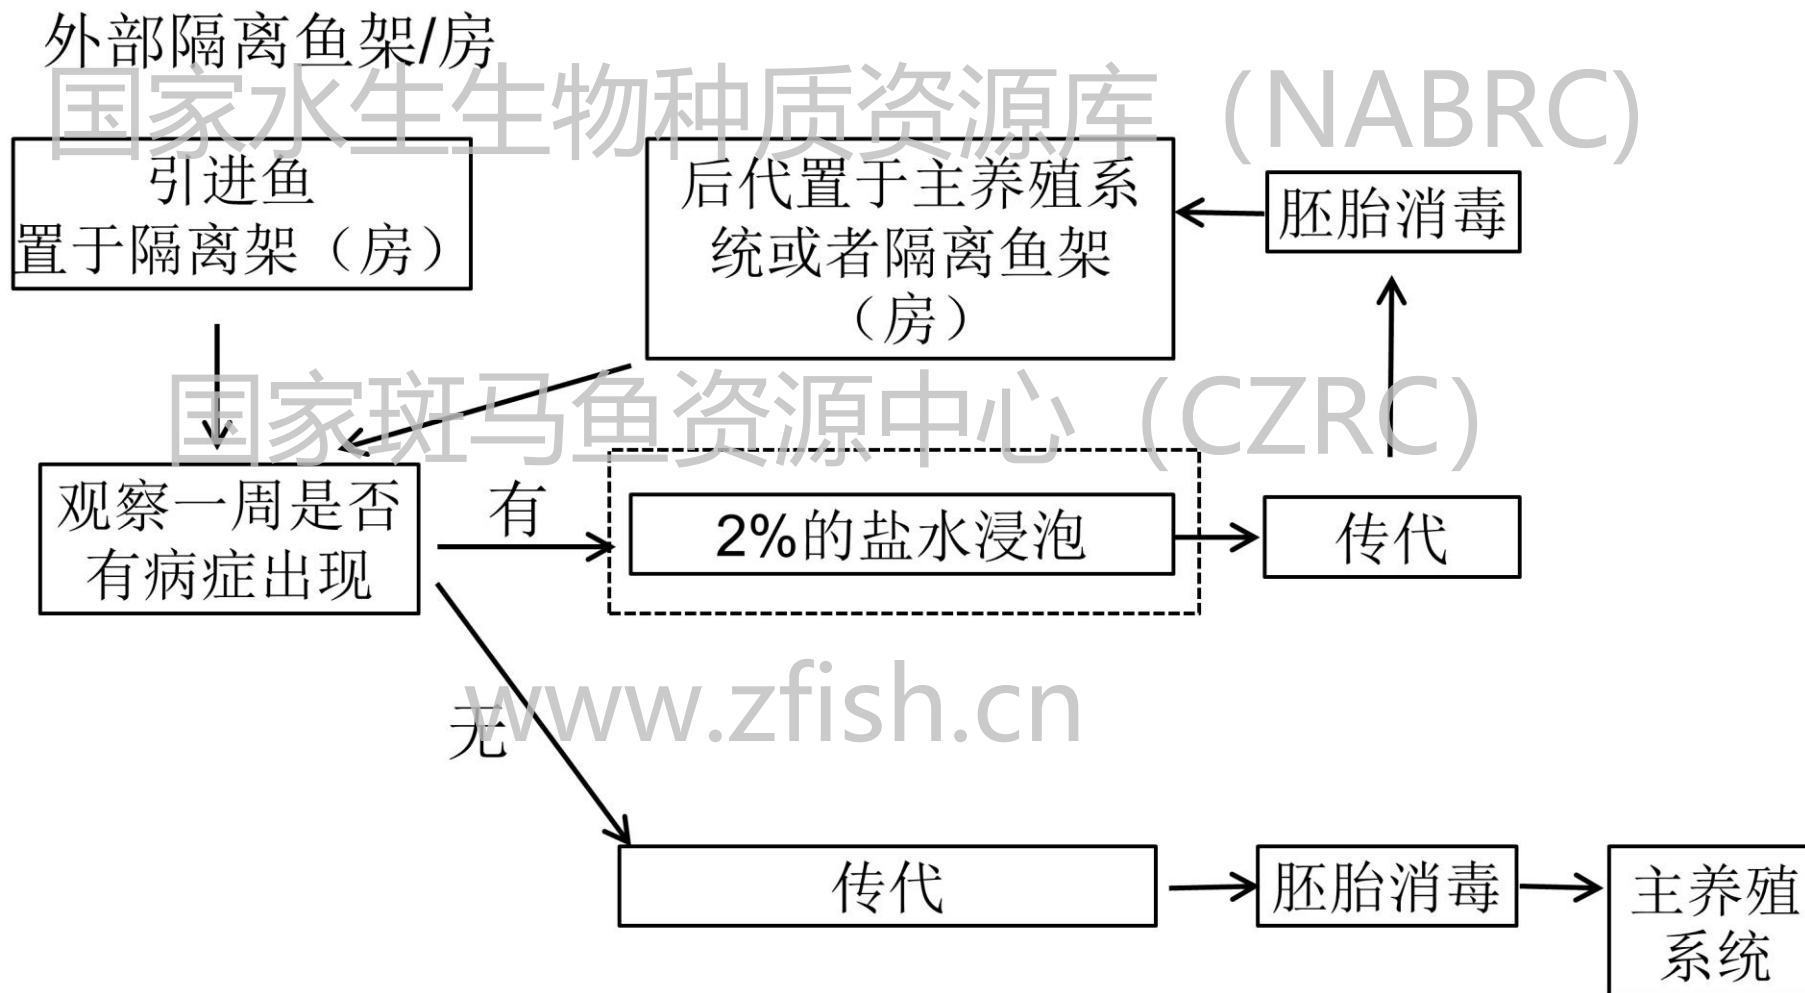 外部隔离鱼架/房
国家水生生物种质资源库（NABRC）
引进鱼
置于隔离架（房）
后代置于主养殖系
统或者隔离鱼架
（房）
胚胎消毒
国家斑马鱼资源中心（CZRC）
观察一周是否
有病症出现
有
2%的盐水浸泡
传代
www.zfish.cn
无
传代
胚胎消毒
主养殖
系统